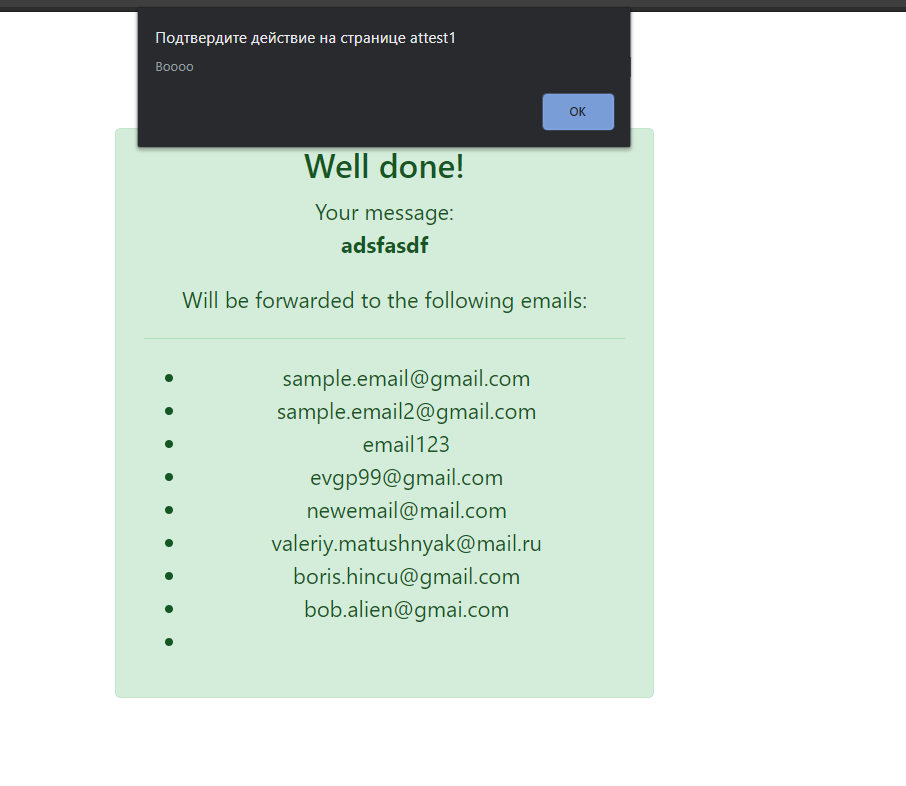 Подтвердите действие на странице attest1
Boooo
OK
Well done!
Your message:
adsfasdf
Will be forwarded to the following emails:
sample.email@gmail.com
sample.email2@gmail.com
email123
evgp99@gmail.com
newemail@mail.com
valeriy.matushnyak@mail.ru
boris.hincu@gmail.com
bob.alien@gmai.com